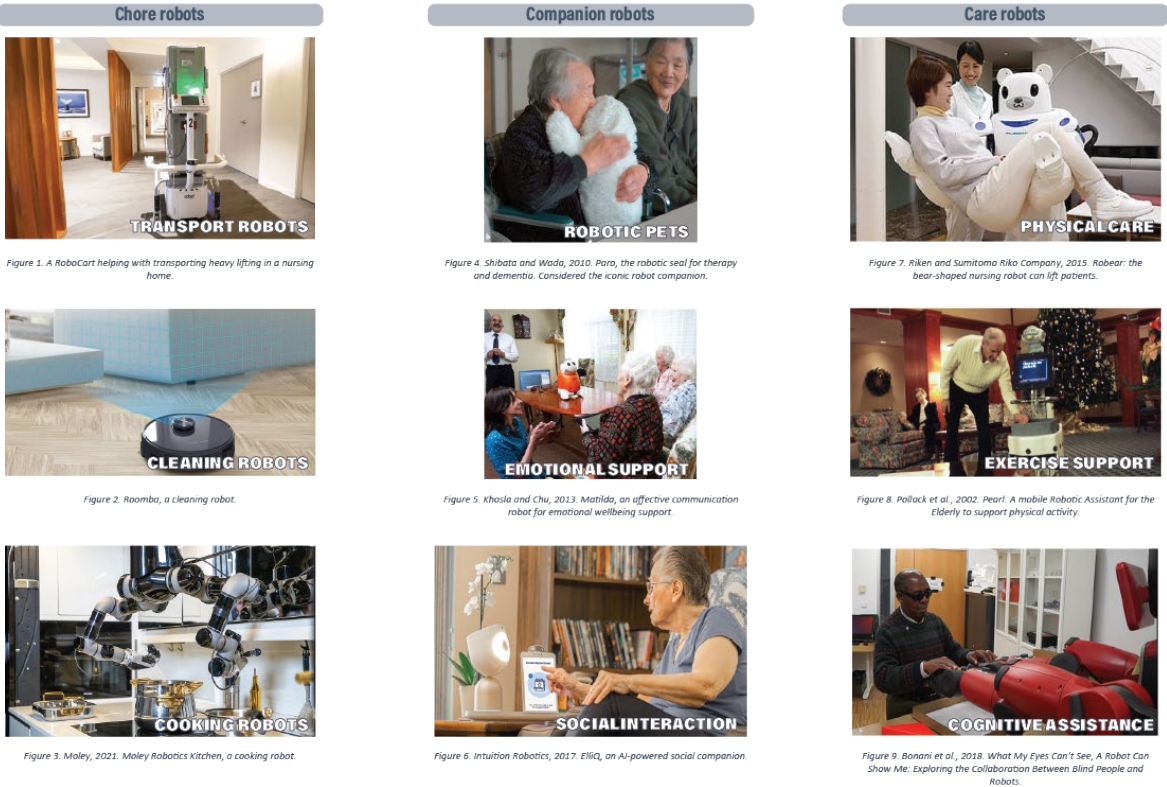 Chore robots
Companion robots
Care robots
TRANSPORT ROBOTS
Figure 1. A RoboCart helping with transporting heavy lifting in a nursing
home.
ROBOTIC PETS
Figure 4. Shibata and Wada, 2010. Paro, the robotic seal for therapy
and dementia. Considered the iconic robot companion.
PHYSICAL CARE
Figure 7. Riken and Sumitomo Riko Company, 2015. Robear: the
bear-shaped nursing robot can lift patients.
CLEANING ROBOTS
Figure 2. Roomba, a cleaning robot.
EMOTIONAL SUPPORT
Figure 5. Khosla and Chu, 2013. Matilda, an affective communication
robot for emotional wellbeing support.
EXERCISE SUPPORT
Figure 8. Pollack et al., 2002. Pearl: A mobile Robotic Assistant for the
Elderly to support physical activity.
COOKING ROBOTS
Figure 3. Moley, 2021. Moley Robotics Kitchen, a cooking robot.
SOCIAL INTERACTION
Figure 6. Intuition Robotics, 2017. ElliQ, an AI-powered social companion.
COGNITIVE ASSISTANCE
Figure 9. Bonani et al., 2018. What My Eyes Can't See, A Robot Can
Show Me: Exploring the Collaboration Between Blind People and
Robots.